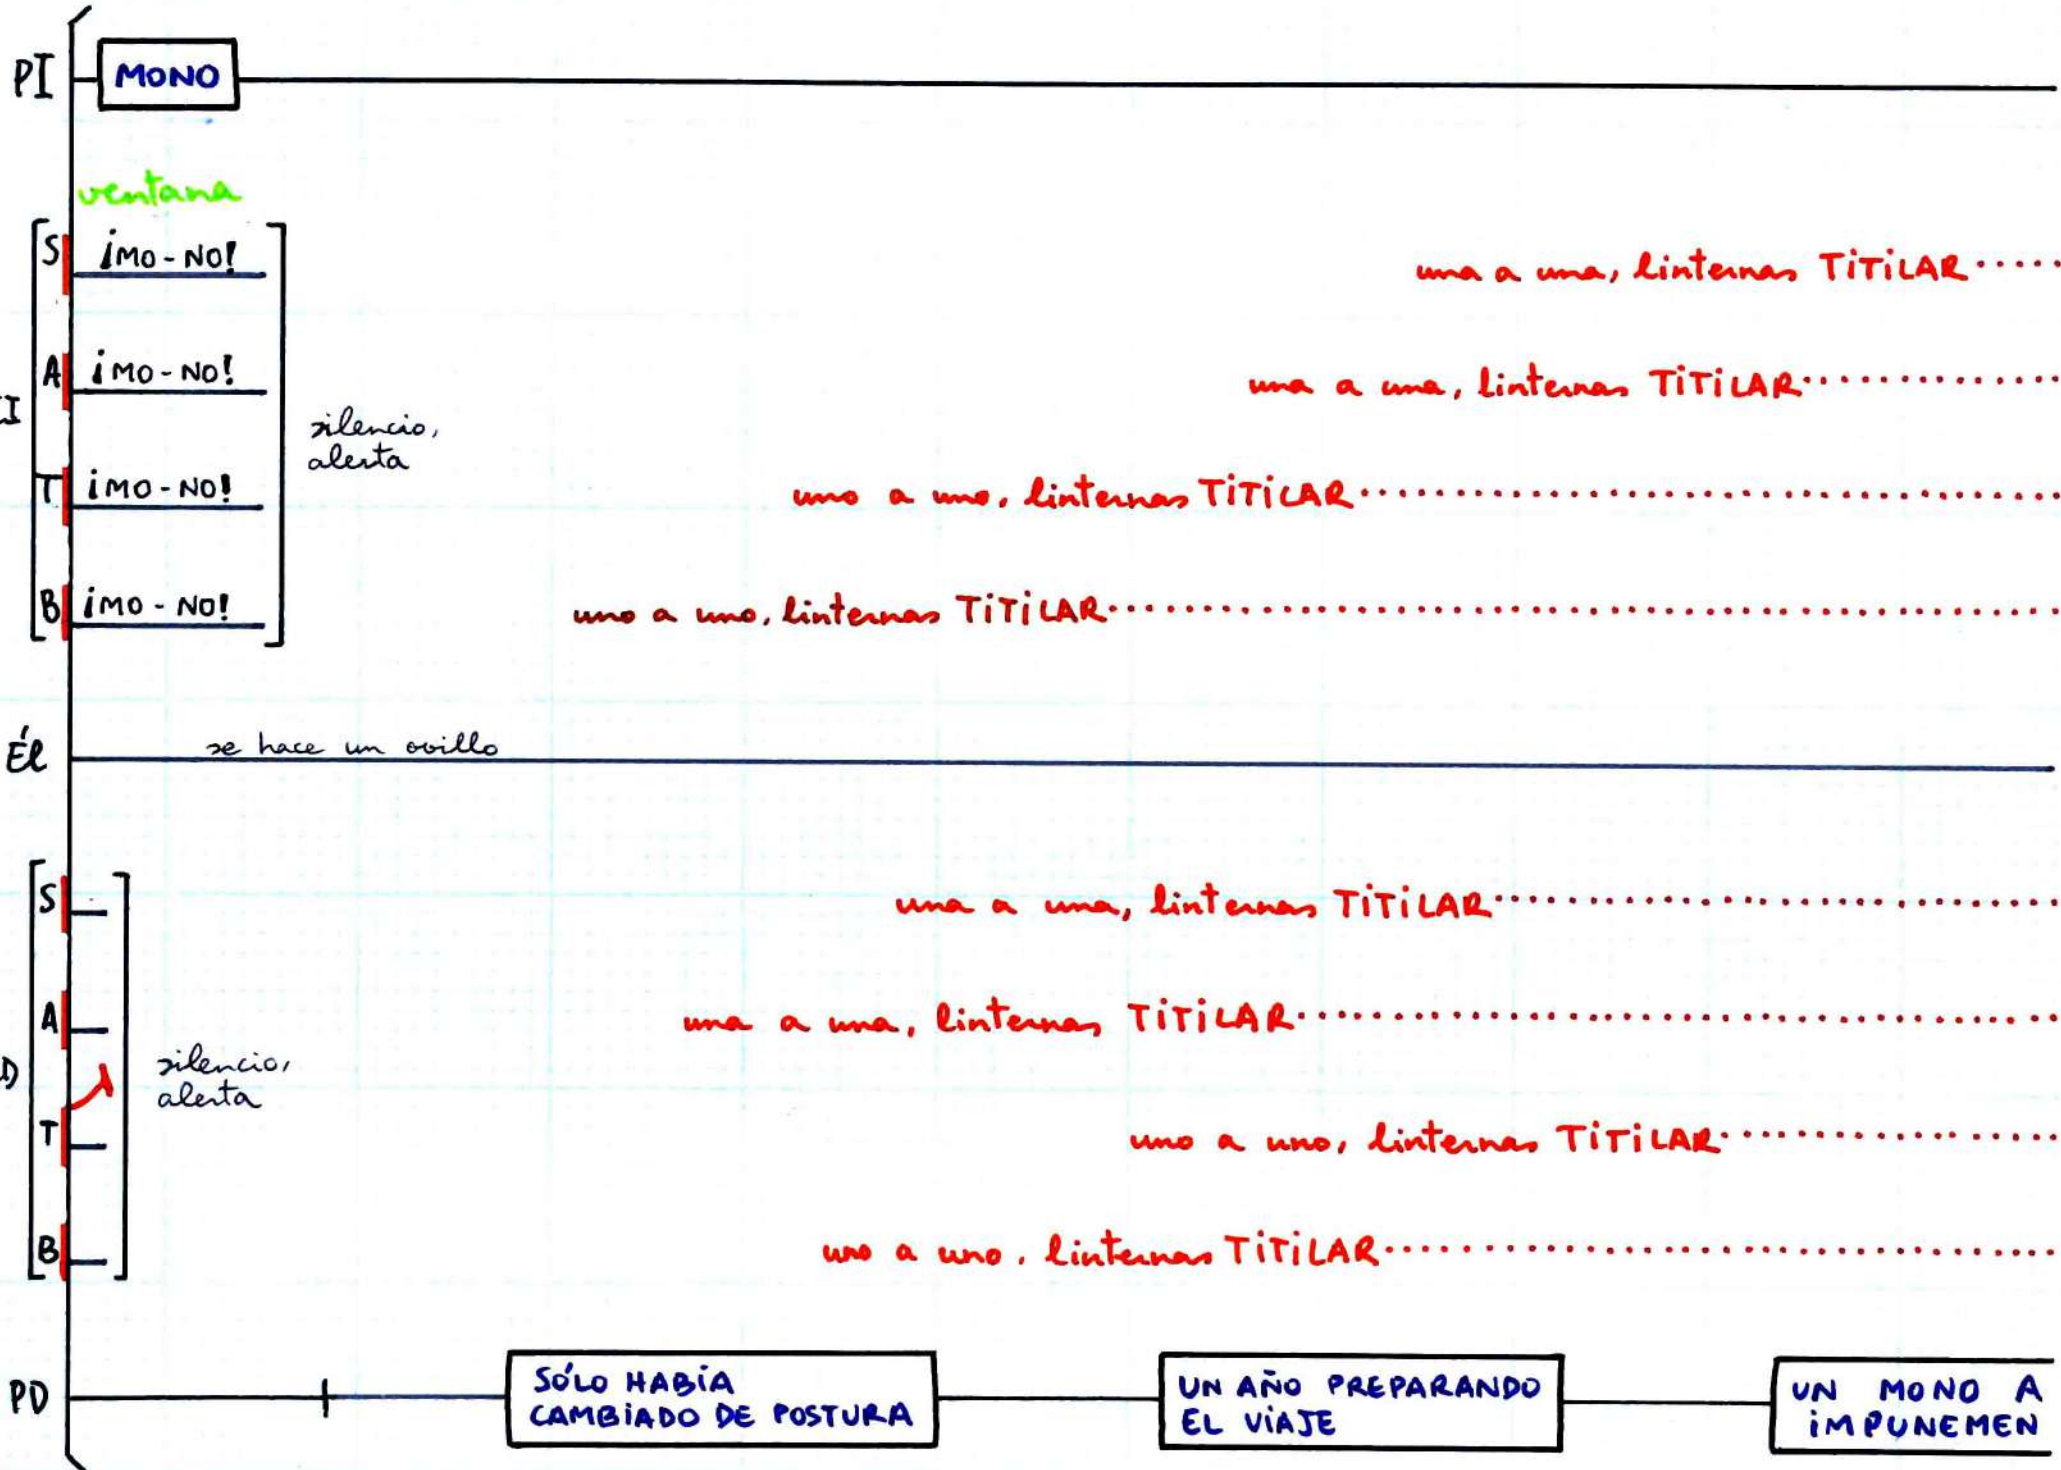 PI
MONO
ventana
S ¡MO-NO!
una a una, linternas TiTiLAR.....
A ¡MO-NO!
una a una, linternas TiTiLAR.....
silencio,
alerta
T ¡MO-NO!
uno a uno, linternas TiTiLAR.....
B ¡MO-NO!
uno a uno, linternas TiTiLAR.....
Él
se hace un ovillo
S
una a una, linternas TiTiLAR.....
A
una a una, linternas TiTiLAR.....
silencio,
alerta
T
uno a uno, linternas TiTiLAR.....
B
uno a uno, linternas TiTiLAR.....
PD
SÓLO HABÍA
CAMBIADO DE POSTURA
UN AÑO PREPARANDO
EL VIAJE
UN MONO A
IMPUNEMEN